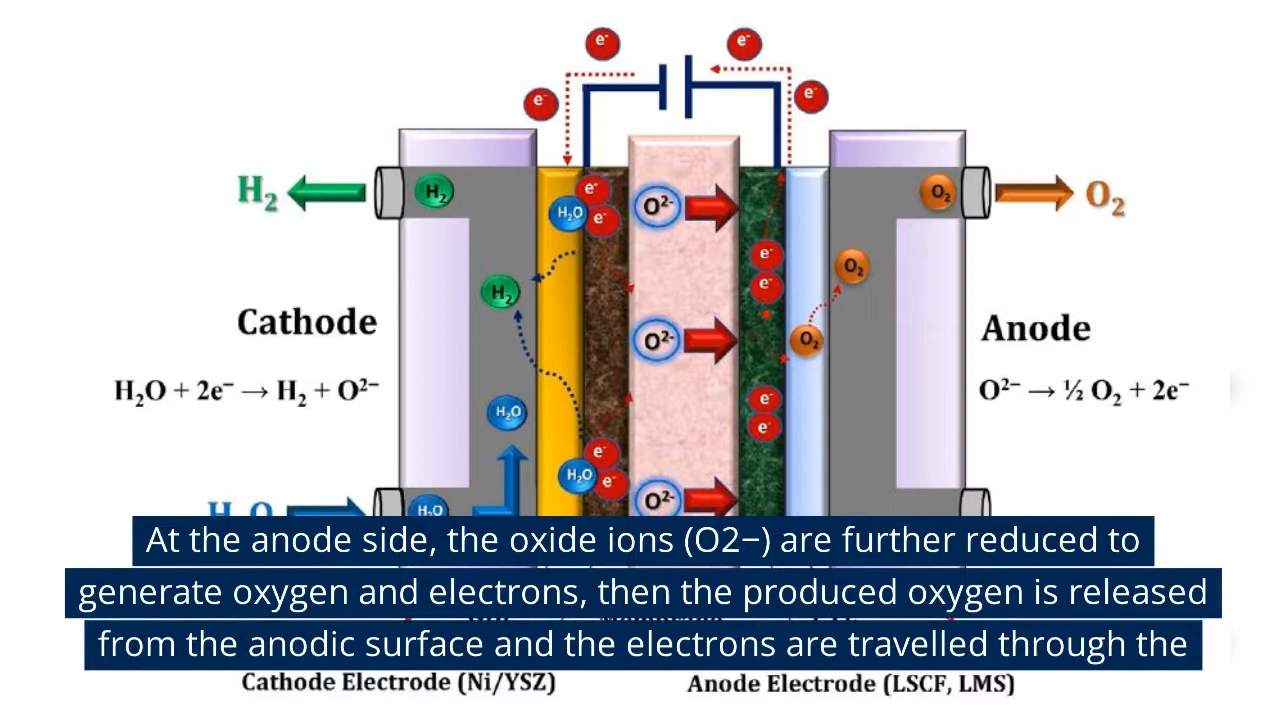 e⁻ e⁻
e⁻ e⁻
H₂ H₂ O₂ O₂
e⁻
H₂O e⁻ O²⁻
e⁻
e⁻
O₂
H₂
Cathode Anode
O²⁻ O₂
H₂O + 2e⁻ → H₂ + O²⁻ O²⁻ → ½ O₂ + 2e⁻
H₂O e⁻
e⁻
e⁻
H₂O e⁻ O²⁻
H₂O H₂O
At the anode side, the oxide ions (O2−) are further reduced to
generate oxygen and electrons, then the produced oxygen is released
from the anodic surface and the electrons are travelled through the
Cathode Electrode (Ni/YSZ) Anode Electrode (LSCF, LMS)